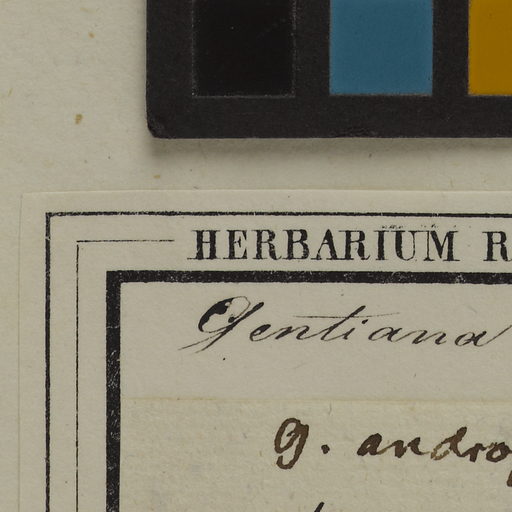 HERBARIUM R
Gentiana
G. andro